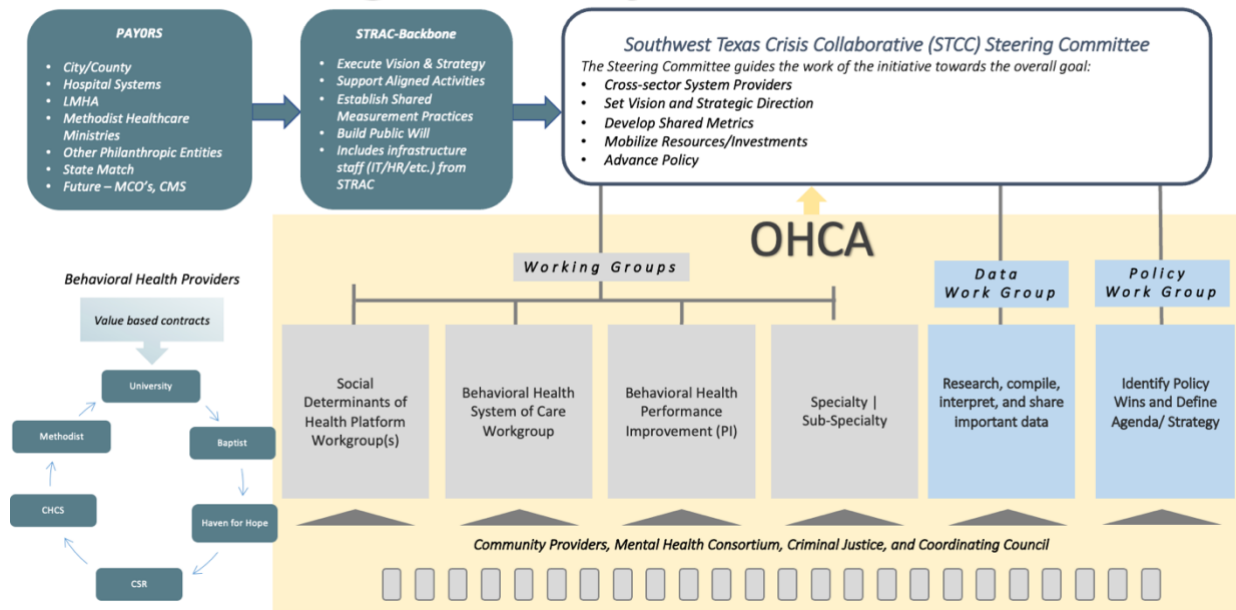 PAYORS
• City/County
• Hospital Systems
• LMHA
• Methodist Healthcare
Ministries
• Other Philanthropic Entities
• State Match
• Future – MCO's, CMS
STRAC-Backbone
• Execute Vision & Strategy
• Support Aligned Activities
• Establish Shared
Measurement Practices
• Build Public Will
• Includes infrastructure
staff (IT/HR/etc.) from
STRAC
Southwest Texas Crisis Collaborative (STCC) Steering Committee
The Steering Committee guides the work of the initiative towards the overall goal:
• Cross-sector System Providers
• Set Vision and Strategic Direction
• Develop Shared Metrics
• Mobilize Resources/Investments
• Advance Policy
OHCA
Working Groups
Data
Work Group
Policy
Work Group
Behavioral Health Providers
Value based contracts
University
Baptist
Haven for Hope
CSR
CHCS
Methodist
Social
Determinants of
Health Platform
Workgroup(s)
Behavioral Health
System of Care
Workgroup
Behavioral Health
Performance
Improvement (PI)
Specialty |
Sub-Specialty
Research, compile,
interpret, and share
important data
Identify Policy
Wins and Define
Agenda/ Strategy
Community Providers, Mental Health Consortium, Criminal Justice, and Coordinating Council